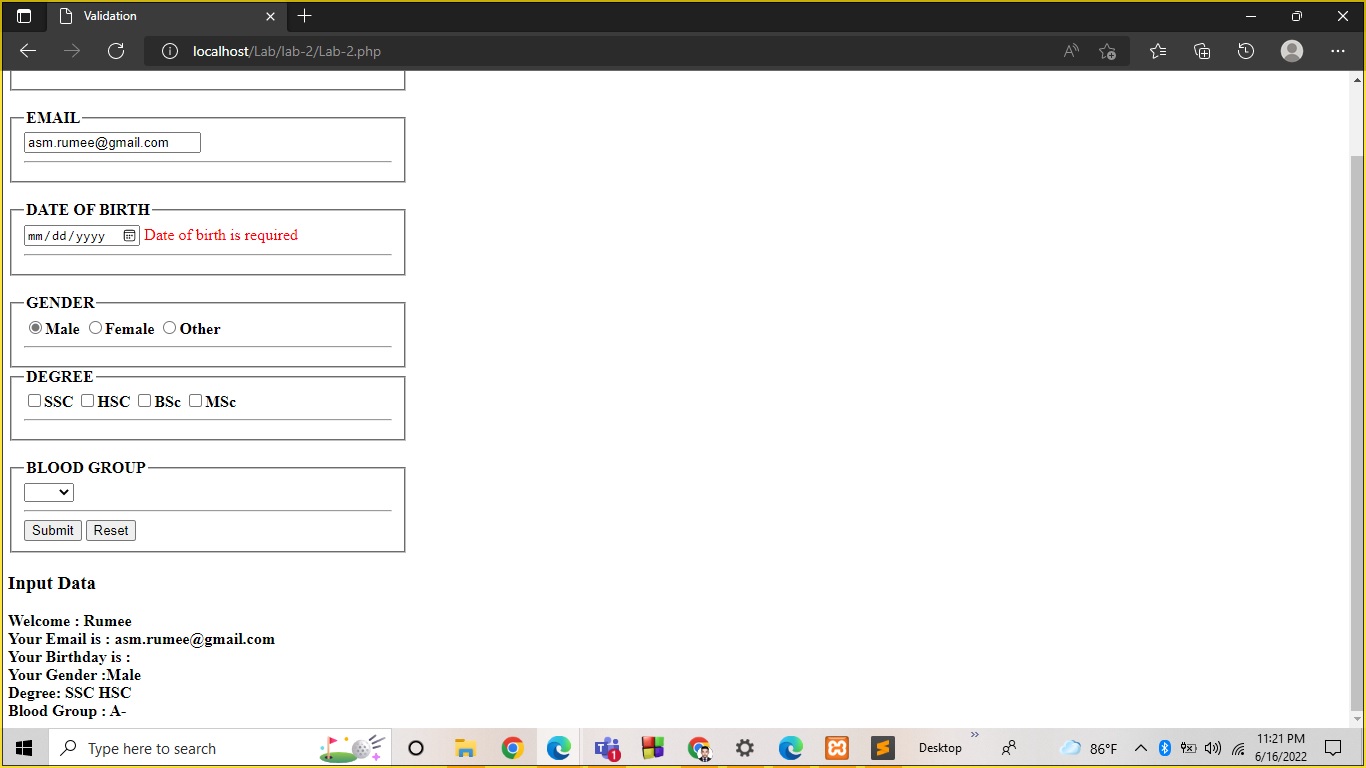 Validation
localhost/Lab/lab-2/Lab-2.php
EMAIL
asm.rumee@gmail.com
DATE OF BIRTH
mm/dd/yyyy Date of birth is required
GENDER
Male Female Other
DEGREE
SSC HSC BSc MSc
BLOOD GROUP
Submit Reset
Input Data
Welcome : Rumee
Your Email is : asm.rumee@gmail.com
Your Birthday is :
Your Gender :Male
Degree: SSC HSC
Blood Group : A-
Type here to search
1
Desktop
86°F
11:21 PM
6/16/2022